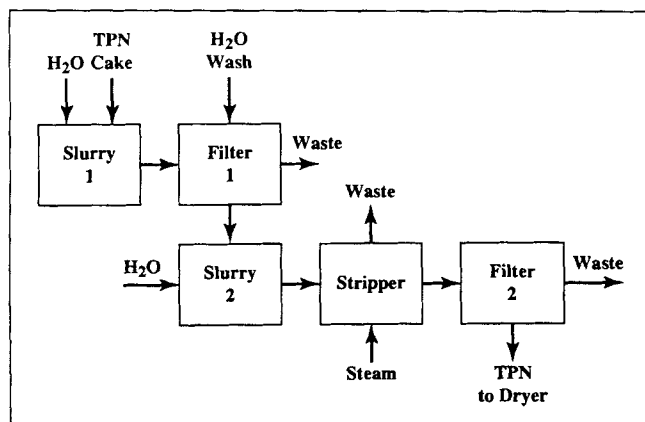 TPN
H2O Cake
H2O
Wash
Slurry
1
Filter
1
Waste
Waste
H2O
Slurry
2
Stripper
Filter
2
Waste
Steam
TPN
to Dryer